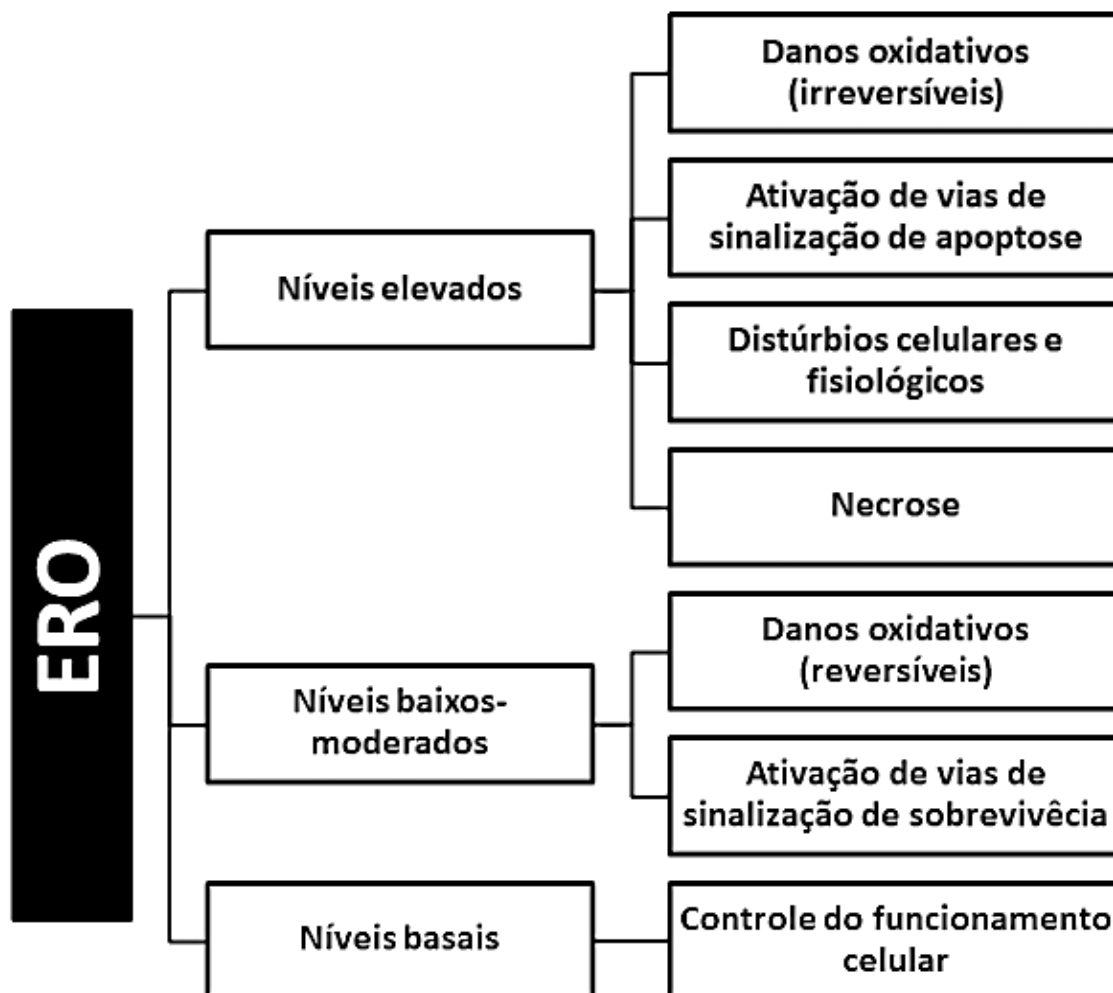 ERO
Níveis elevados
Danos oxidativos
(irreversíveis)
Ativação de vias de
sinalização de apoptose
Distúrbios celulares e
fisiológicos
Necrose
Níveis baixos-
moderados
Danos oxidativos
(reversíveis)
Ativação de vias de
sinalização de sobrevivêcia
Níveis basais
Controle do funcionamento
celular